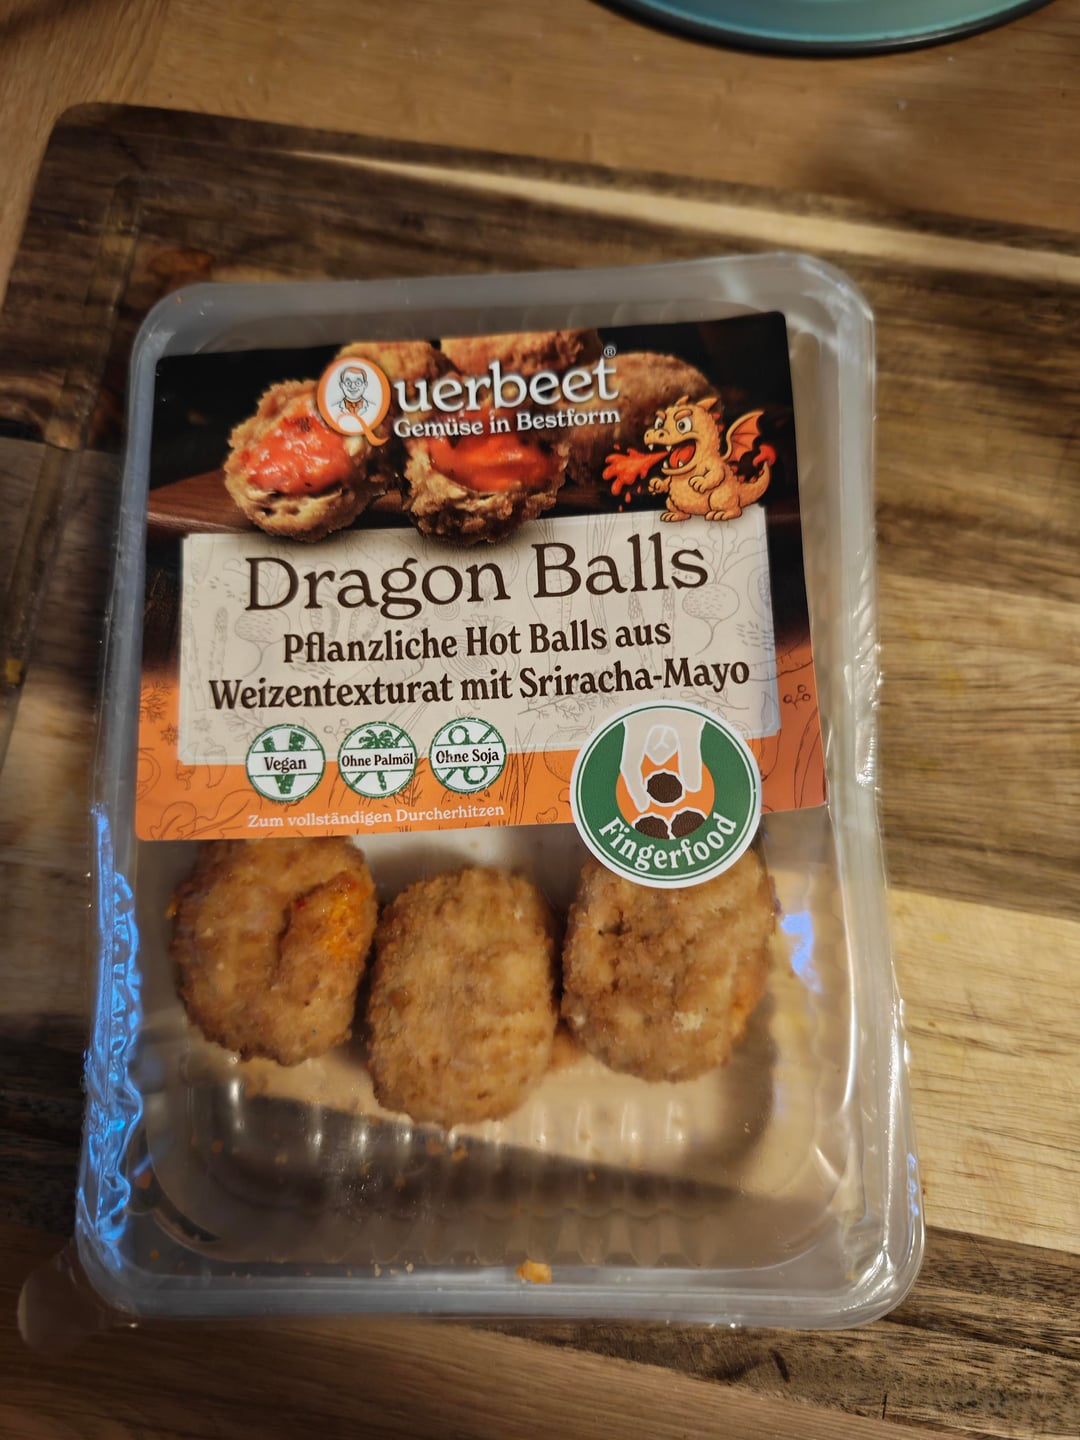 Querbeet®
Gemüse in Bestform
Dragon Balls
Pflanzliche Hot Balls aus
Weizentexturat mit Sriracha-Mayo
Vegan
Ohne Palmöl
Ohne Soja
Zum vollständigen Durcherhitzen
Fingerfood